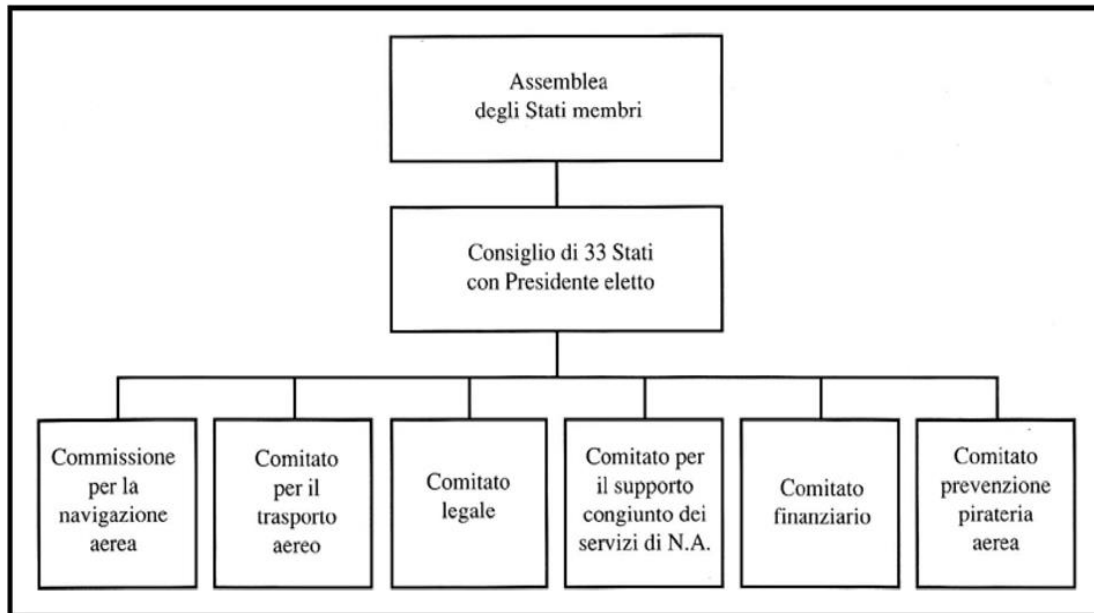 Assemblea
degli Stati membri
Consiglio di 33 Stati
con Presidente eletto
Commissione
per la
navigazione
aerea
Comitato
per il
trasporto
aereo
Comitato
legale
Comitato per
il supporto
congiunto dei
servizi di N.A.
Comitato
finanziario
Comitato
prevenzione
pirateria
aerea